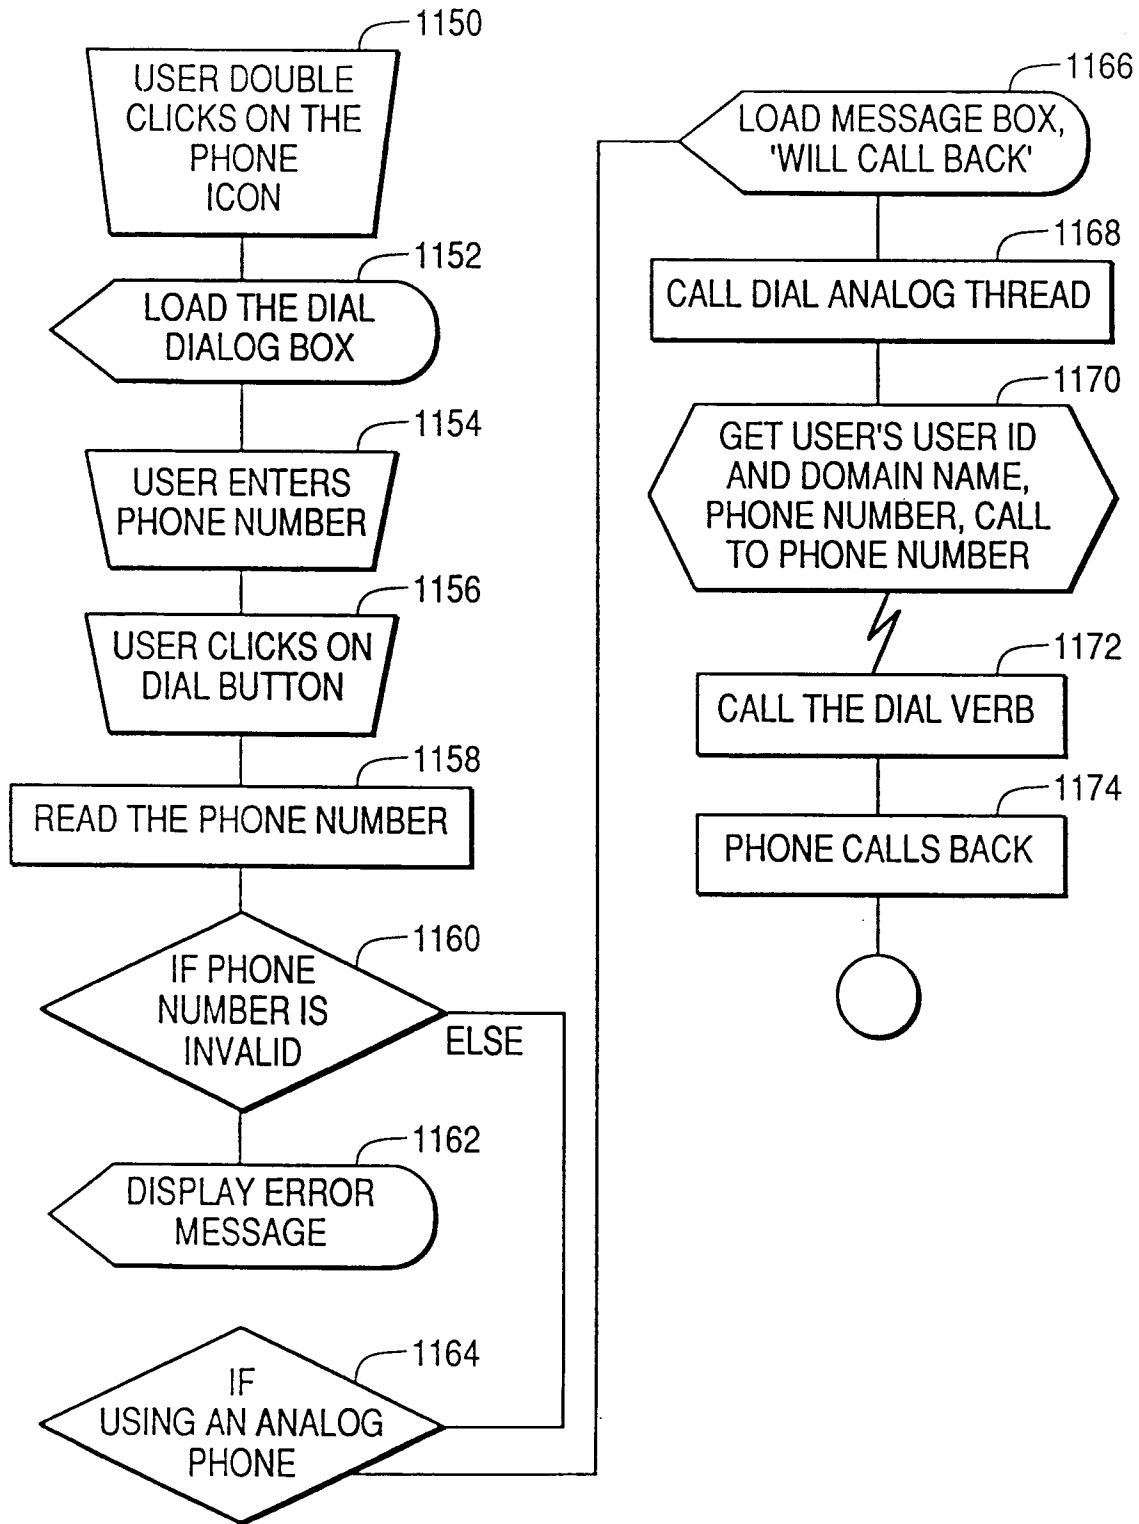 1150
USER DOUBLE
CLICKS ON THE
PHONE
ICON
1152
LOAD THE DIAL
DIALOG BOX
1154
USER ENTERS
PHONE NUMBER
1156
USER CLICKS ON
DIAL BUTTON
1158
READ THE PHONE NUMBER
1160
IF PHONE
NUMBER IS
INVALID
ELSE
1162
DISPLAY ERROR
MESSAGE
1164
IF
USING AN ANALOG
PHONE
1166
LOAD MESSAGE BOX,
'WILL CALL BACK'
1168
CALL DIAL ANALOG THREAD
1170
GET USER'S USER ID
AND DOMAIN NAME,
PHONE NUMBER, CALL
TO PHONE NUMBER
1172
CALL THE DIAL VERB
1174
PHONE CALLS BACK